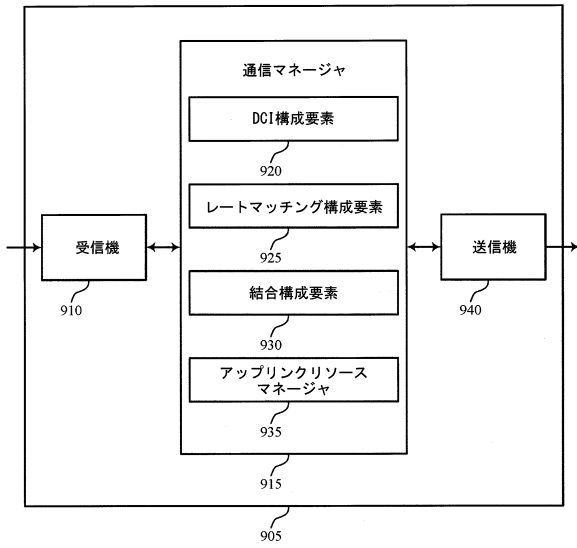 通信マネージャ
DCI構成要素
920
レートマッチング構成要素
925
受信機
910
送信機
940
結合構成要素
930
アップリンクリソース
マネージャ
935
915
905